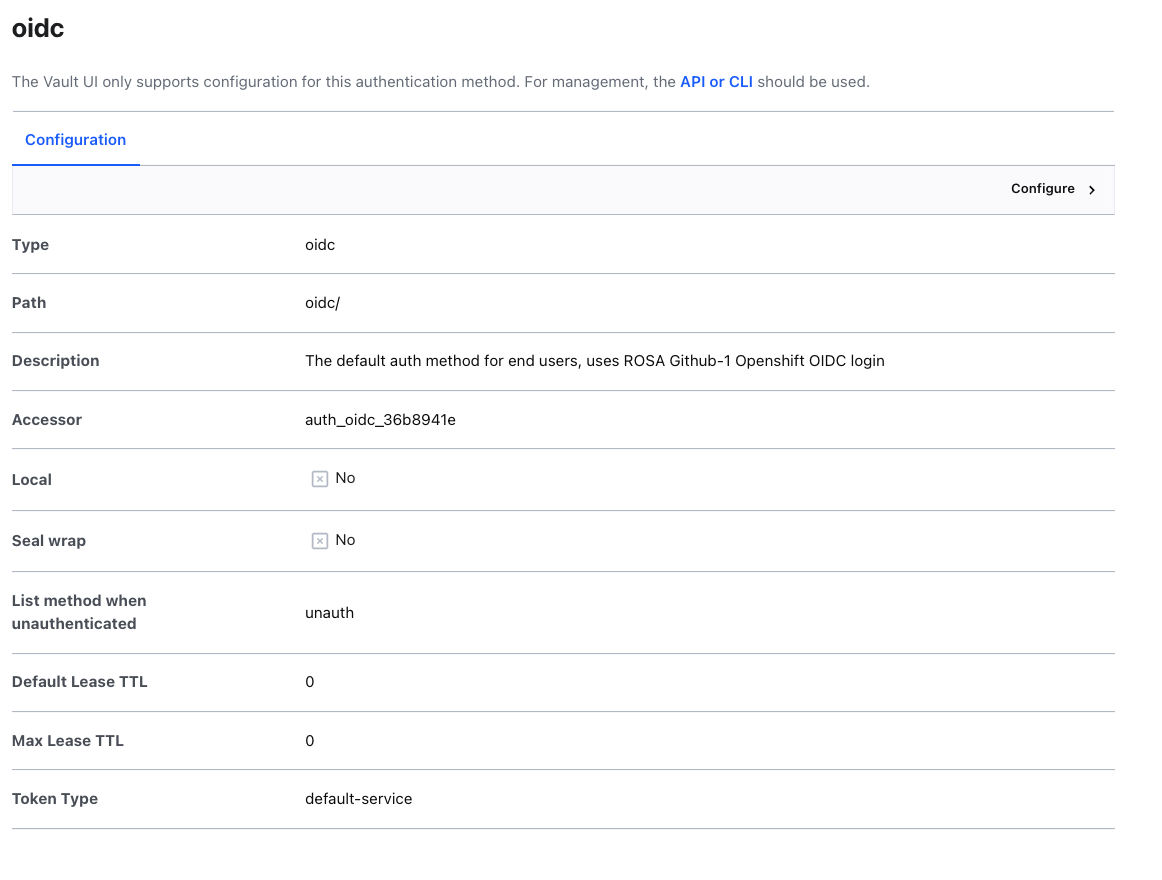 oidc
The Vault UI only supports configuration for this authentication method. For management, the API or CLI should be used.
Configuration
Configure
Type oidc
Path oidc/
Description The default auth method for end users, uses ROSA Github-1 Openshift OIDC login
Accessor auth_oidc_36b8941e
Local No
Seal wrap No
List method when
unauthenticated unauth
Default Lease TTL 0
Max Lease TTL 0
Token Type default-service